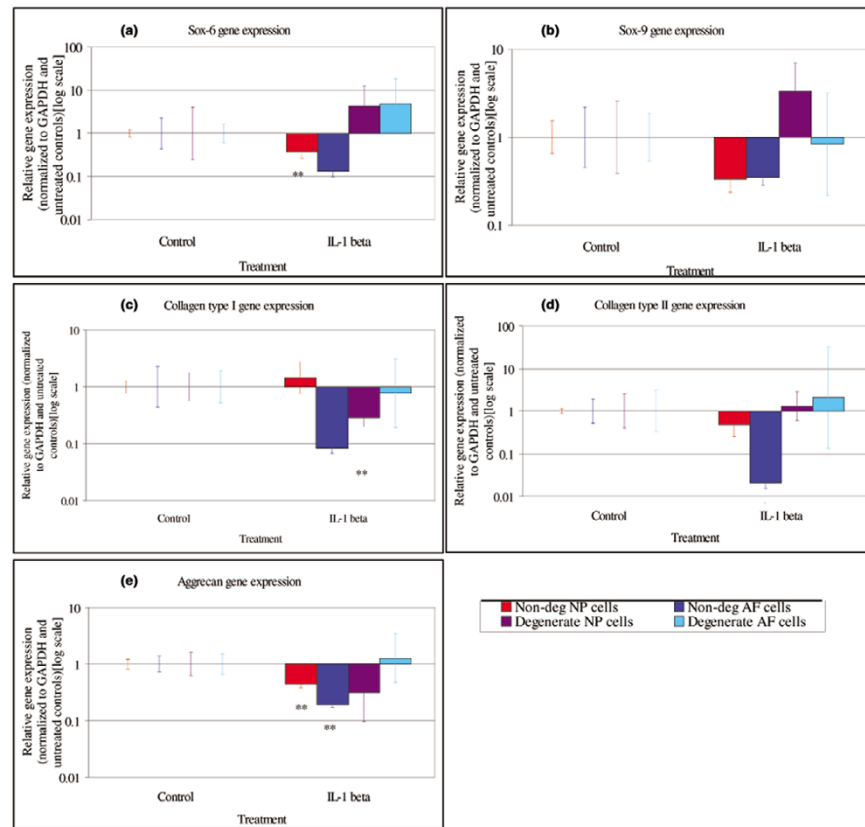 (a)
Sox-6 gene expression
Relative gene expression
(normalized to GAPDH and
untreated controls)[log scale]
100
10
1
0.1
0.01
**
Control
IL-1 beta
Treatment
(b)
Sox-9 gene expression
Relative gene expression
(normalized to GAPDH and
untreated controls)[log scale]
10
1
0.1
Control
IL-1 beta
Treatment
(c)
Collagen type I gene expression
Relative gene expression (normalized
to GAPDH and untreated
controls)[log scale]
10
1
0.1
0.01
**
Control
IL-1 beta
Treatment
(d)
Collagen type II gene expression
Relative gene expression (normalized
to GAPDH and untreated
controls)[log scale]
100
10
1
0.1
0.01
Control
IL-1 beta
Treatment
(e)
Aggrecan gene expression
Relative gene expression
(normalized to GAPDH and
untreated controls)[log scale]
10
1
0.1
0.01
**
**
Control
IL-1 beta
Treatment
Non-deg NP cells
Non-deg AF cells
Degenerate NP cells
Degenerate AF cells